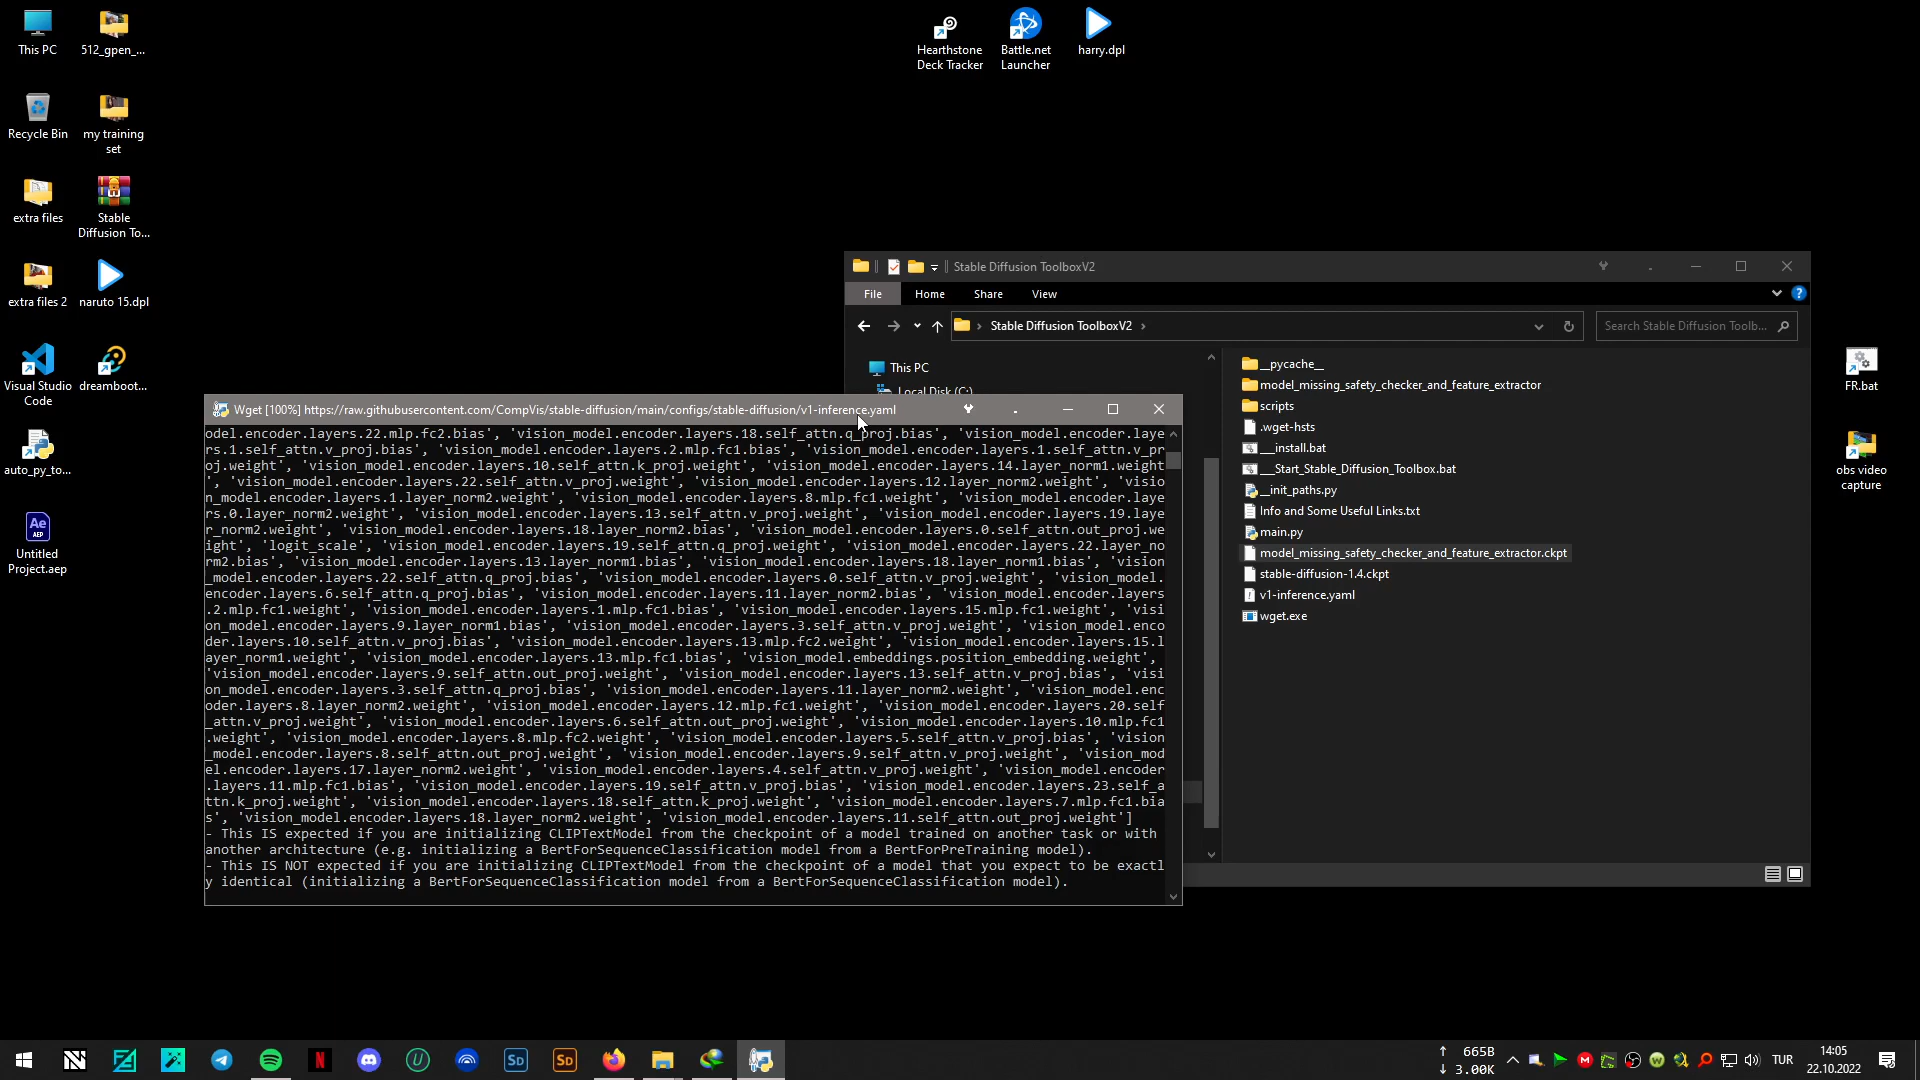 This PC
512_gpen_...
Recycle Bin
my training
set
extra files
Stable
Diffusion To...
extra files 2
naruto 15.dpl
Visual Studio
Code
dreamboot...
auto_py_to...
Untitled
Project.aep
Hearthstone
Deck Tracker
Battle.net
Launcher
harry.dpl
FR.bat
obs video
capture
Stable Diffusion ToolboxV2
File Home Share View
Stable Diffusion ToolboxV2
Search Stable Diffusion Toolb...
This PC
Local Disk (C:)
__pycache__
model_missing_safety_checker_and_feature_extractor
scripts
.wget-hsts
__install.bat
__Start_Stable_Diffusion_Toolbox.bat
__init_paths.py
Info and Some Useful Links.txt
main.py
model_missing_safety_checker_and_feature_extractor.ckpt
stable-diffusion-1.4.ckpt
v1-inference.yaml
wget.exe
Wget [100%] https://raw.githubusercontent.com/CompVis/stable-diffusion/main/configs/stable-diffusion/v1-inference.yaml
odel.encoder.layers.22.mlp.fc2.bias', 'vision_model.encoder.layers.18.self_attn.q_proj.bias', 'vision_model.encoder.laye
rs.1.self_attn.v_proj.bias', 'vision_model.encoder.layers.2.mlp.fc1.bias', 'vision_model.encoder.layers.1.self_attn.v_pr
oj.weight', 'vision_model.encoder.layers.10.self_attn.k_proj.weight', 'vision_model.encoder.layers.14.layer_norm1.weight
', 'vision_model.encoder.layers.22.self_attn.v_proj.weight', 'vision_model.encoder.layers.12.layer_norm2.weight', 'visio
n_model.encoder.layers.1.layer_norm2.weight', 'vision_model.encoder.layers.8.mlp.fc1.weight', 'vision_model.encoder.laye
rs.0.layer_norm2.weight', 'vision_model.encoder.layers.13.self_attn.v_proj.weight', 'vision_model.encoder.layers.19.laye
r_norm2.weight', 'vision_model.encoder.layers.18.layer_norm2.bias', 'vision_model.encoder.layers.0.self_attn.out_proj.we
ight', 'logit_scale', 'vision_model.encoder.layers.19.self_attn.q_proj.weight', 'vision_model.encoder.layers.22.layer_no
rm2.bias', 'vision_model.encoder.layers.13.layer_norm1.bias', 'vision_model.encoder.layers.18.layer_norm1.bias', 'vision
_model.encoder.layers.22.self_attn.q_proj.bias', 'vision_model.encoder.layers.0.self_attn.v_proj.weight', 'vision_model.
encoder.layers.6.self_attn.q_proj.bias', 'vision_model.encoder.layers.11.layer_norm2.bias', 'vision_model.encoder.layers
.2.mlp.fc1.weight', 'vision_model.encoder.layers.1.mlp.fc1.bias', 'vision_model.encoder.layers.15.mlp.fc1.weight', 'visi
on_model.encoder.layers.9.layer_norm1.bias', 'vision_model.encoder.layers.3.self_attn.v_proj.weight', 'vision_model.enco
der.layers.10.self_attn.k_proj.bias', 'vision_model.encoder.layers.13.mlp.fc2.weight', 'vision_model.encoder.layers.15.l
ayer_norm1.weight', 'vision_model.encoder.layers.13.mlp.fc1.bias', 'vision_model.embeddings.position_embedding.weight',
'vision_model.encoder.layers.9.self_attn.out_proj.weight', 'vision_model.encoder.layers.13.self_attn.v_proj.bias', 'visi
on_model.encoder.layers.3.self_attn.q_proj.bias', 'vision_model.encoder.layers.11.layer_norm2.weight', 'vision_model.enc
oder.layers.8.layer_norm2.weight', 'vision_model.encoder.layers.12.mlp.fc1.weight', 'vision_model.encoder.layers.20.self
_attn.v_proj.weight', 'vision_model.encoder.layers.6.self_attn.out_proj.weight', 'vision_model.encoder.layers.10.mlp.fc1
.weight', 'vision_model.encoder.layers.8.mlp.fc2.weight', 'vision_model.encoder.layers.5.self_attn.v_proj.bias', 'vision
_model.encoder.layers.8.self_attn.out_proj.weight', 'vision_model.encoder.layers.9.self_attn.v_proj.weight', 'vision_mod
el.encoder.layers.17.layer_norm2.weight', 'vision_model.encoder.layers.4.self_attn.v_proj.weight', 'vision_model.encoder
.layers.11.mlp.fc1.bias', 'vision_model.encoder.layers.19.self_attn.v_proj.bias', 'vision_model.encoder.layers.23.self_a
ttn.k_proj.weight', 'vision_model.encoder.layers.18.self_attn.k_proj.weight', 'vision_model.encoder.layers.7.mlp.fc1.bia
s', 'vision_model.encoder.layers.18.layer_norm2.weight', 'vision_model.encoder.layers.11.self_attn.out_proj.weight']
- This IS expected if you are initializing CLIPTextModel from the checkpoint of a model trained on another task or with
another architecture (e.g. initializing a BertForSequenceClassification model from a BertForPreTraining model).
- This IS NOT expected if you are initializing CLIPTextModel from the checkpoint of a model that you expect to be exactl
y identical (initializing a BertForSequenceClassification model from a BertForSequenceClassification model).
665B
3.00K
TUR
14:05
22.10.2022